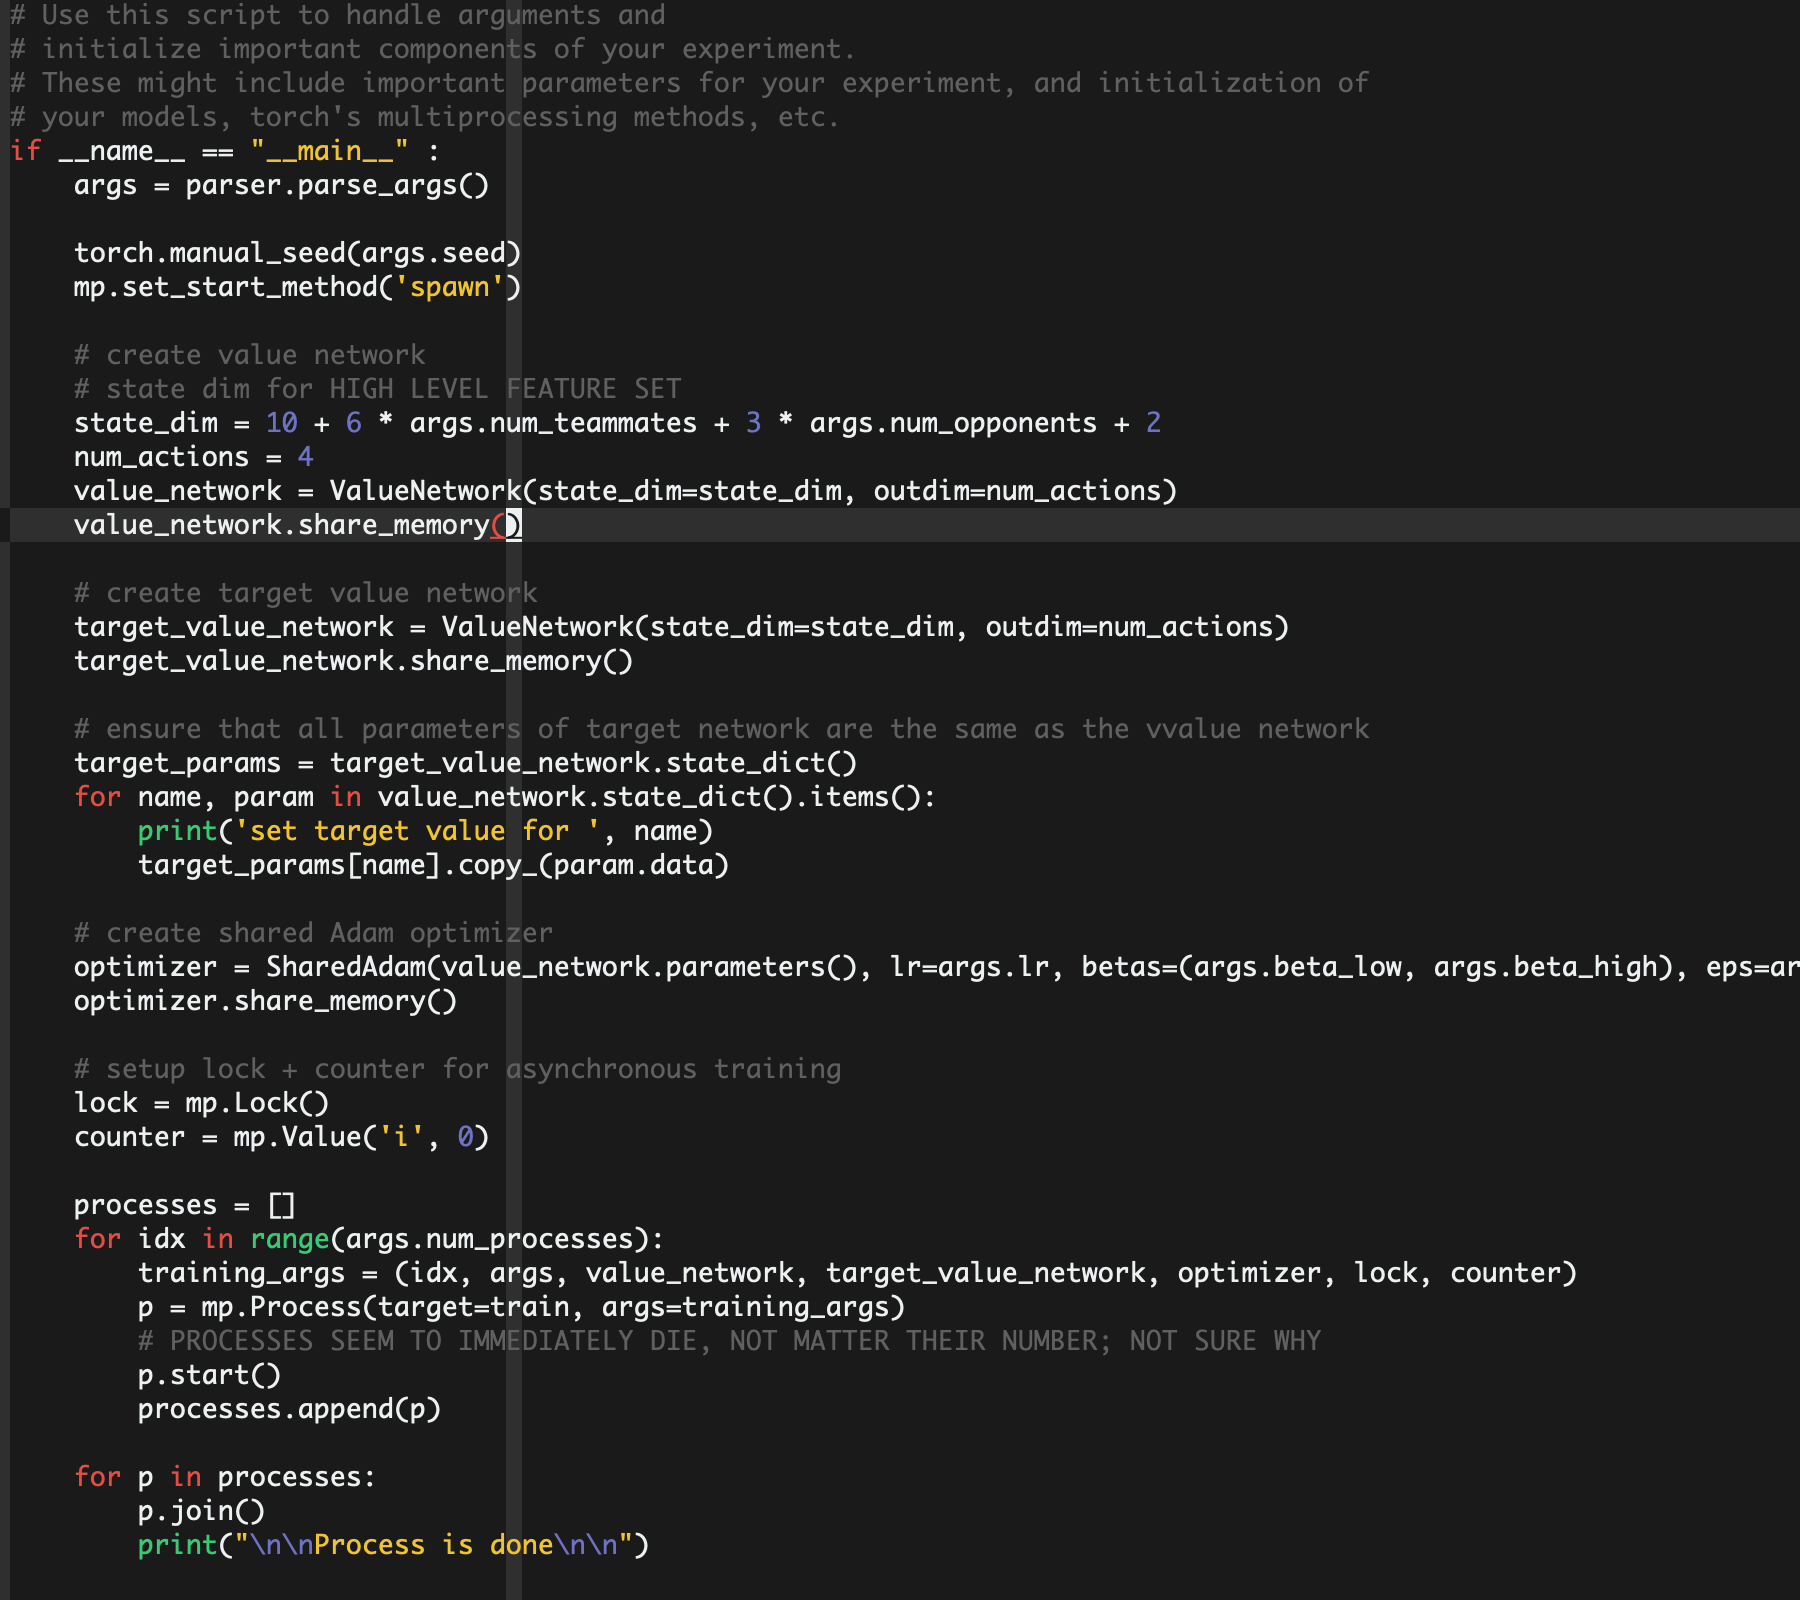 # Use this script to handle arguments and
# initialize important components of your experiment.
# These might include important parameters for your experiment, and initialization of
# your models, torch's multiprocessing methods, etc.
if __name__ == "__main__" :
    args = parser.parse_args()

    torch.manual_seed(args.seed)
    mp.set_start_method('spawn')

    # create value network
    # state dim for HIGH LEVEL FEATURE SET
    state_dim = 10 + 6 * args.num_teammates + 3 * args.num_opponents + 2
    num_actions = 4
    value_network = ValueNetwork(state_dim=state_dim, outdim=num_actions)
    value_network.share_memory()

    # create target value network
    target_value_network = ValueNetwork(state_dim=state_dim, outdim=num_actions)
    target_value_network.share_memory()

    # ensure that all parameters of target network are the same as the vvalue network
    target_params = target_value_network.state_dict()
    for name, param in value_network.state_dict().items():
        print('set target value for ', name)
        target_params[name].copy_(param.data)

    # create shared Adam optimizer
    optimizer = SharedAdam(value_network.parameters(), lr=args.lr, betas=(args.beta_low, args.beta_high), eps=ar
    optimizer.share_memory()

    # setup lock + counter for asynchronous training
    lock = mp.Lock()
    counter = mp.Value('i', 0)

    processes = []
    for idx in range(args.num_processes):
        training_args = (idx, args, value_network, target_value_network, optimizer, lock, counter)
        p = mp.Process(target=train, args=training_args)
        # PROCESSES SEEM TO IMMEDIATELY DIE, NOT MATTER THEIR NUMBER; NOT SURE WHY
        p.start()
        processes.append(p)

    for p in processes:
        p.join()
        print("\n\nProcess is done\n\n")